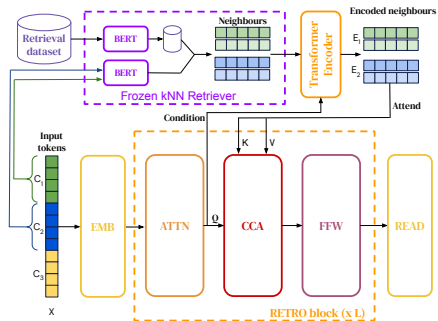 Retrieval
dataset
BERT
BERT
Frozen kNN Retriever
Neighbours
Transformer
Encoder
Encoded neighbours
E1
E2
Condition
Attend
Input
tokens
K
V
C1
C2
C3
X
EMB
ATTN
Q
CCA
FFW
READ
RETRO block (x L)